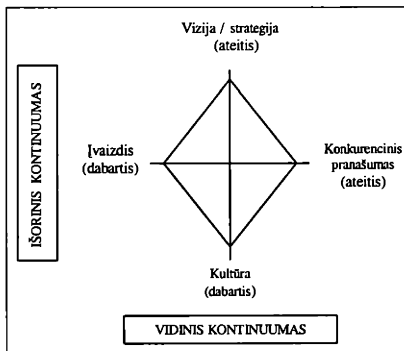 Vizija / strategija
(ateitis)
IŠORINIS KONTINUUMAS
Įvaizdis
(dabartis)
Konkurencinis
pranašumas
(ateitis)
Kultūra
(dabartis)
VIDINIS KONTINUUMAS